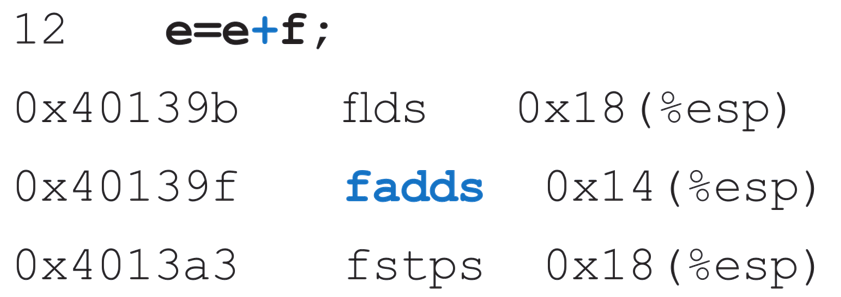 12 e=e+f;
0x40139b flds 0x18(%esp)
0x40139f fadds 0x14(%esp)
0x4013a3 fstps 0x18(%esp)